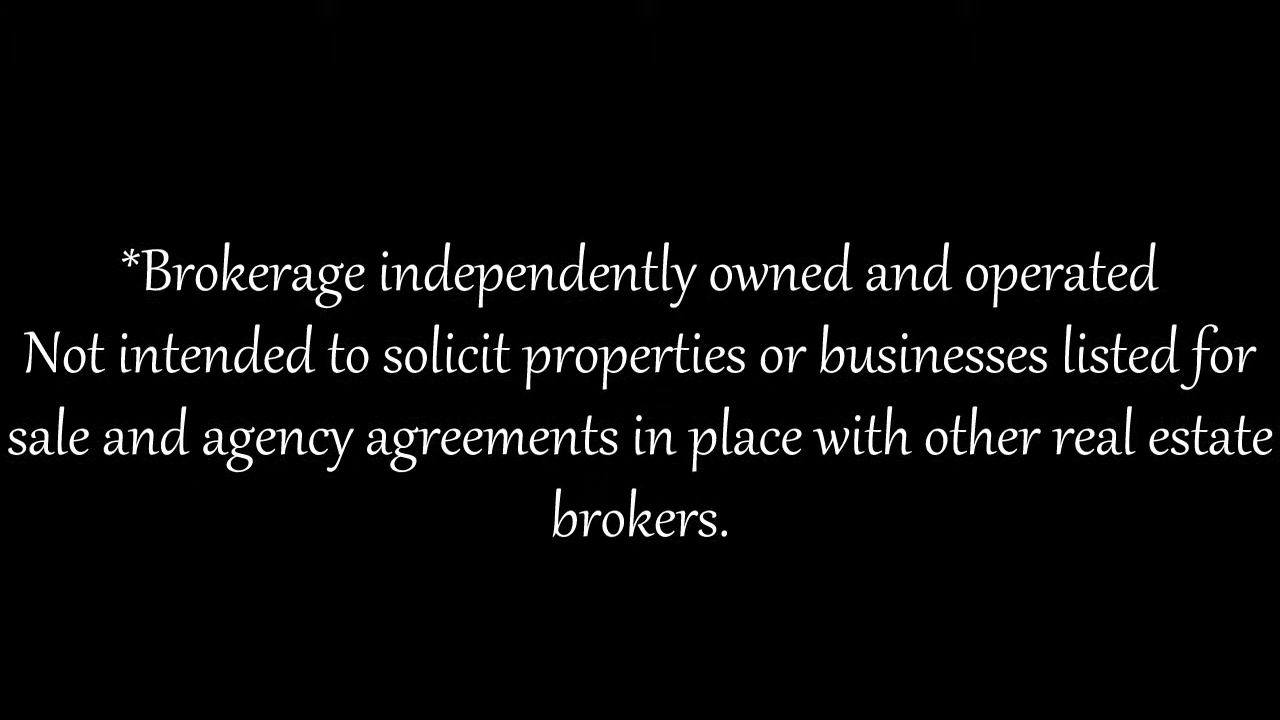 *Brokerage independently owned and operated
Not intended to solicit properties or businesses listed for
sale and agency agreements in place with other real estate
brokers.